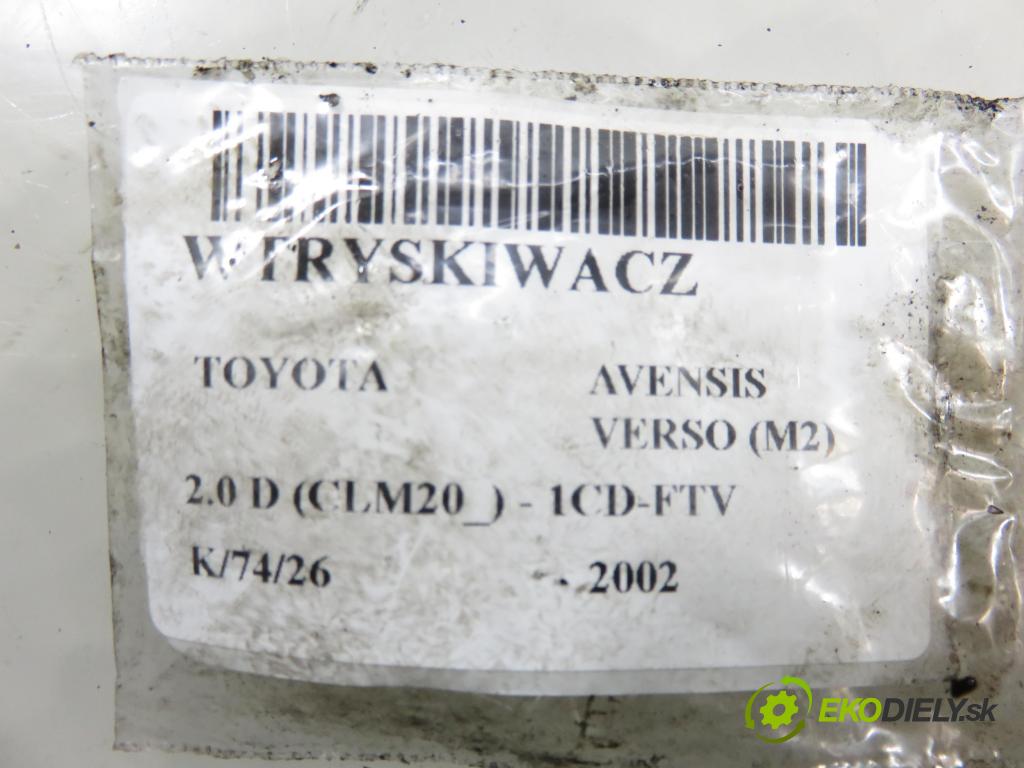 WTRYSKIWACZ
TOYOTA AVENSIS
VERSO (M2)
2.0 D (CLM20_) - 1CD-FTV
K/74/26 - 2002
EKODIELY.sk